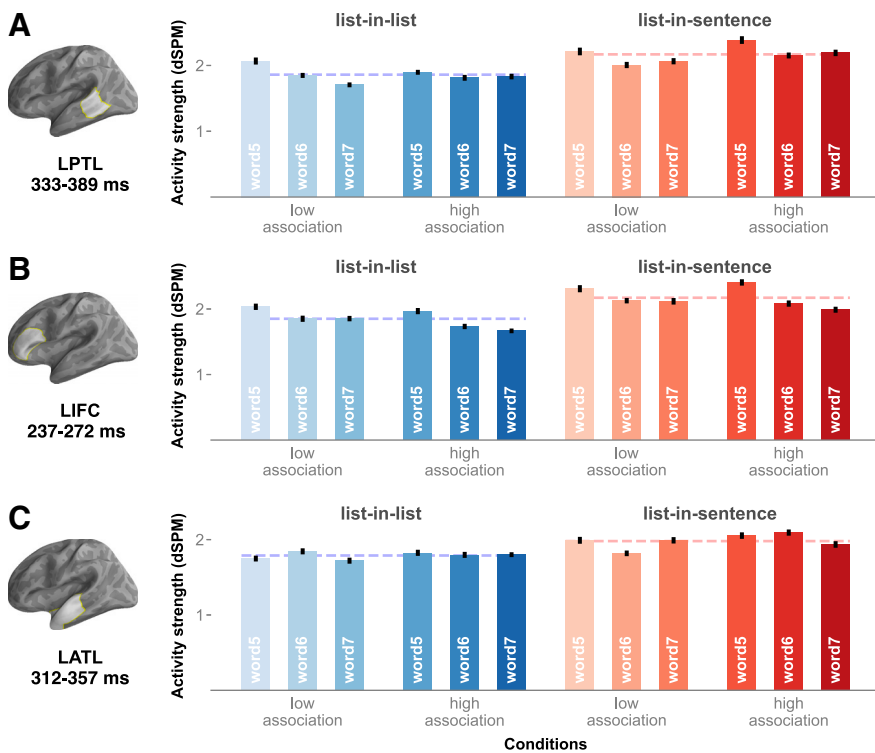 A
list-in-list
list-in-sentence
Activity strength (dSPM)
2
1
word5
word6
word7
word5
word6
word7
word5
word6
word7
word5
word6
word7
LPTL
333-389 ms
low
association
high
association
low
association
high
association
B
list-in-list
list-in-sentence
Activity strength (dSPM)
2
1
word5
word6
word7
word5
word6
word7
word5
word6
word7
word5
word6
word7
LIFC
237-272 ms
low
association
high
association
low
association
high
association
C
list-in-list
list-in-sentence
Activity strength (dSPM)
2
1
word5
word6
word7
word5
word6
word7
word5
word6
word7
word5
word6
word7
LATL
312-357 ms
low
association
high
association
low
association
high
association
Conditions